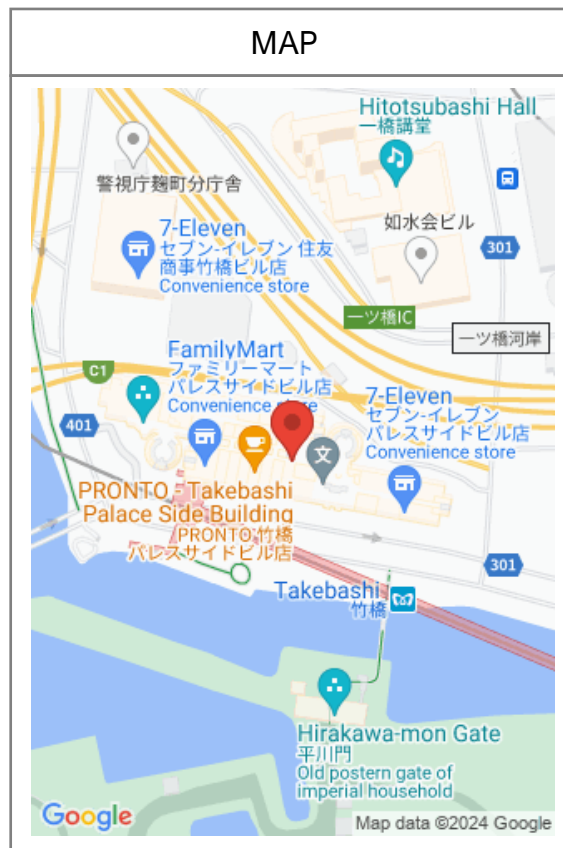 MAP
Hitotsubashi Hall
一橋講堂
警視庁麹町分庁舎
如水会ビル
7-Eleven
セブン-イレブン 住友
商事竹橋ビル店
Convenience store
301
一ツ橋IC
一ツ橋河岸
FamilyMart
ファミリーマート
パレスサイドビル店
Convenience store
C1
7-Eleven
セブン-イレブン
パレスサイドビル店
Convenience store
401
文
PRONTO - Takebashi
Palace Side Building
PRONTO 竹橋
パレスサイドビル店
301
Takebashi
竹橋
Hirakawa-mon Gate
平川門
Old postern gate of
imperial household
Google
Map data ©2024 Google